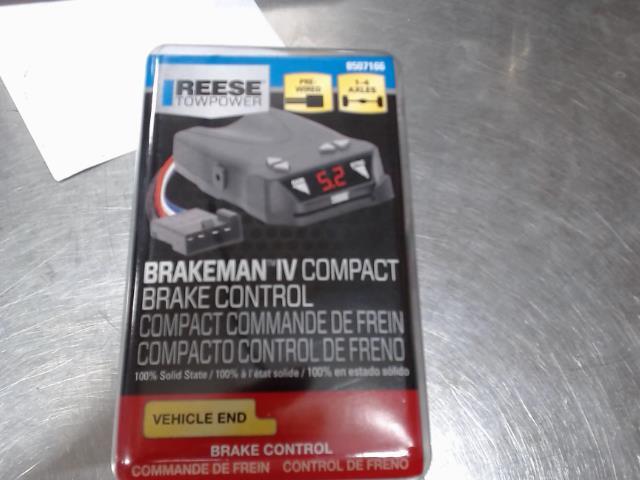 8507166
REESE
TOWPOWER
PRE-
WIRED
1-4
AXLES
5.2
BRAKEMAN™ IV COMPACT
BRAKE CONTROL
COMPACT COMMANDE DE FREIN
COMPACTO CONTROL DE FRENO
100% Solid State / 100% à l'état solide / 100% en estado sólido
VEHICLE END
BRAKE CONTROL
COMMANDE DE FREIN CONTROL DE FRENO